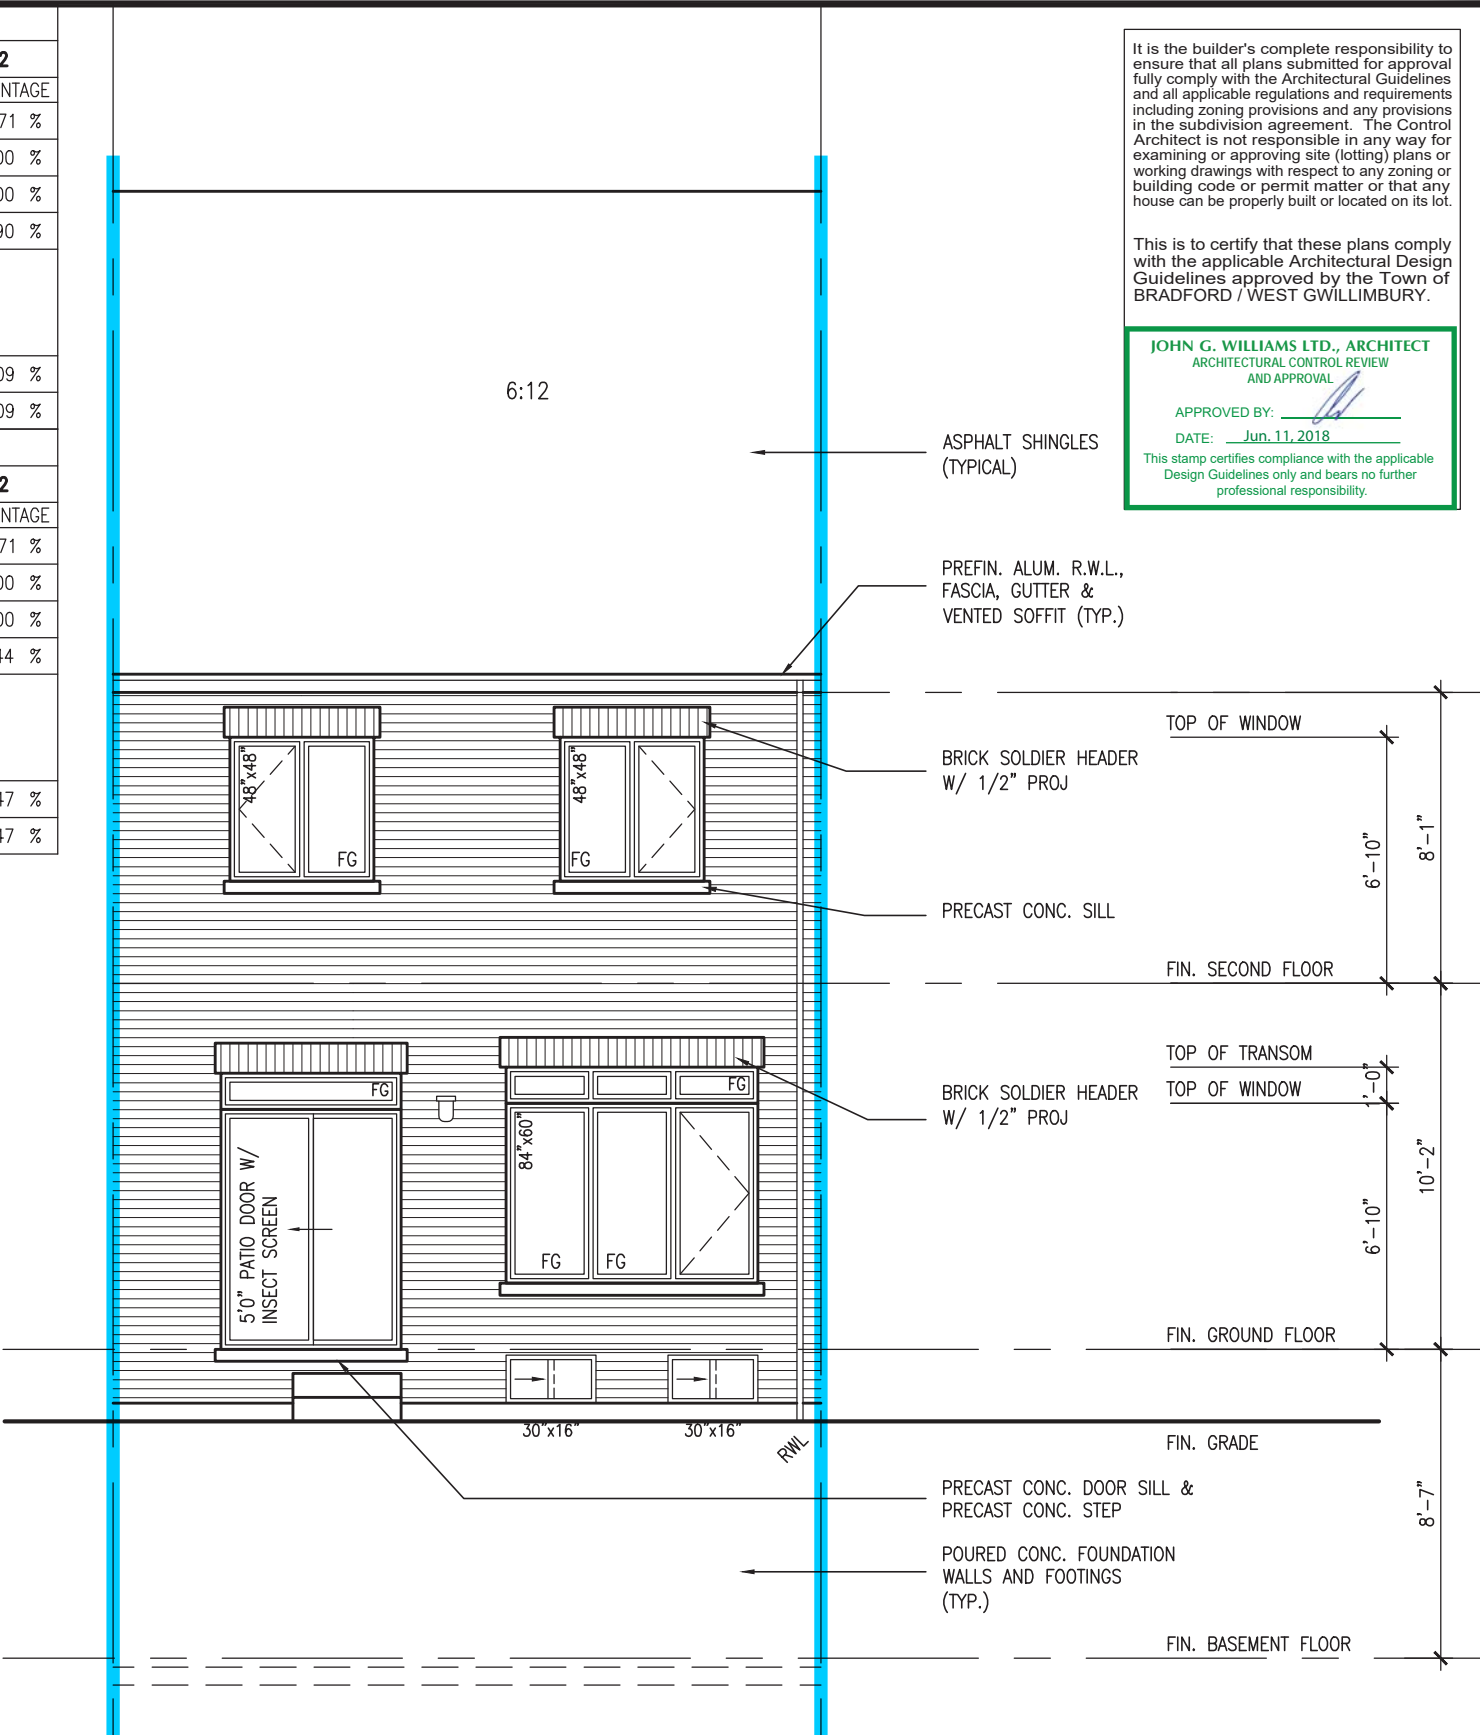 2
NTAGE
71 %
00 %
00 %
90 %
09 %
09 %
2
NTAGE
71 %
00 %
00 %
44 %
47 %
47 %
It is the builder's complete responsibility to
ensure that all plans submitted for approval
fully comply with the Architectural Guidelines
and all applicable regulations and requirements
including zoning provisions and any provisions
in the subdivision agreement. The Control
Architect is not responsible in any way for
examining or approving site (lotting) plans or
working drawings with respect to any zoning or
building code or permit matter or that any
house can be properly built or located on its lot.
This is to certify that these plans comply
with the applicable Architectural Design
Guidelines approved by the Town of
BRADFORD / WEST GWILLIMBURY.
JOHN G. WILLIAMS LTD., ARCHITECT
ARCHITECTURAL CONTROL REVIEW
AND APPROVAL
APPROVED BY:
DATE: Jun. 11, 2018
This stamp certifies compliance with the applicable
Design Guidelines only and bears no further
professional responsibility.
6:12
ASPHALT SHINGLES
(TYPICAL)
PREFIN. ALUM. R.W.L.,
FASCIA, GUTTER &
VENTED SOFFIT (TYP.)
TOP OF WINDOW
BRICK SOLDIER HEADER
W/ 1/2" PROJ
48"x48"
FG
48"x48"
FG
6'-10"
8'-1"
PRECAST CONC. SILL
FIN. SECOND FLOOR
TOP OF TRANSOM
TOP OF WINDOW
1'-0"
BRICK SOLDIER HEADER
W/ 1/2" PROJ
FG
FG
84"x60"
FG
FG
5'0" PATIO DOOR W/
INSECT SCREEN
6'-10"
10'-2"
FIN. GROUND FLOOR
30"x16"
30"x16"
RWL
FIN. GRADE
PRECAST CONC. DOOR SILL &
PRECAST CONC. STEP
8'-7"
POURED CONC. FOUNDATION
WALLS AND FOOTINGS
(TYP.)
FIN. BASEMENT FLOOR